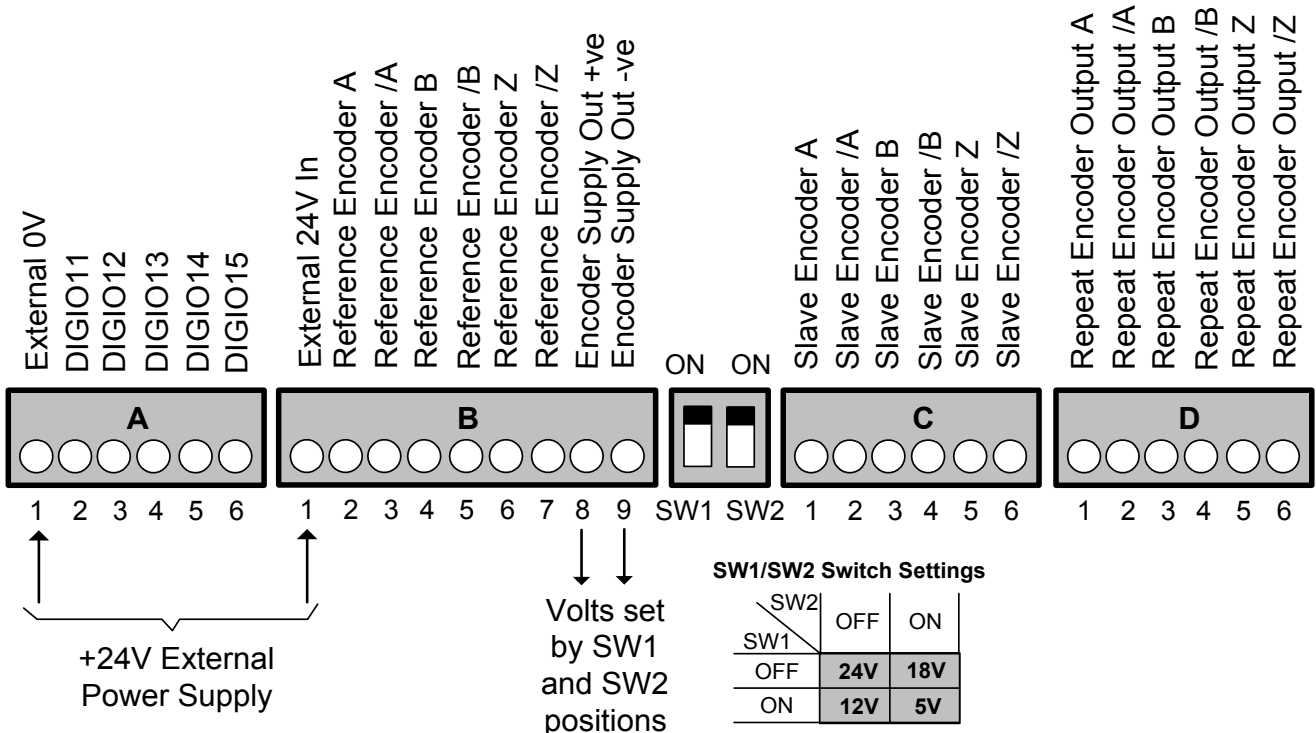 External 0V
DIGIO11
DIGIO12
DIGIO13
DIGIO14
DIGIO15
External 24V In
Reference Encoder A
Reference Encoder /A
Reference Encoder B
Reference Encoder /B
Reference Encoder Z
Reference Encoder /Z
Encoder Supply Out +ve
Encoder Supply Out -ve
ON ON
Slave Encoder A
Slave Encoder /A
Slave Encoder B
Slave Encoder /B
Slave Encoder Z
Slave Encoder /Z
Repeat Encoder Output A
Repeat Encoder Output /A
Repeat Encoder Output B
Repeat Encoder Output /B
Repeat Encoder Output Z
Repeat Encoder Ouput /Z
A B C D
1 2 3 4 5 6 1 2 3 4 5 6 7 8 9 SW1 SW2 1 2 3 4 5 6 1 2 3 4 5 6
+24V External
Power Supply
Volts set
by SW1
and SW2
positions
SW1/SW2 Switch Settings
SW2 OFF ON
SW1
OFF 24V 18V
ON 12V 5V